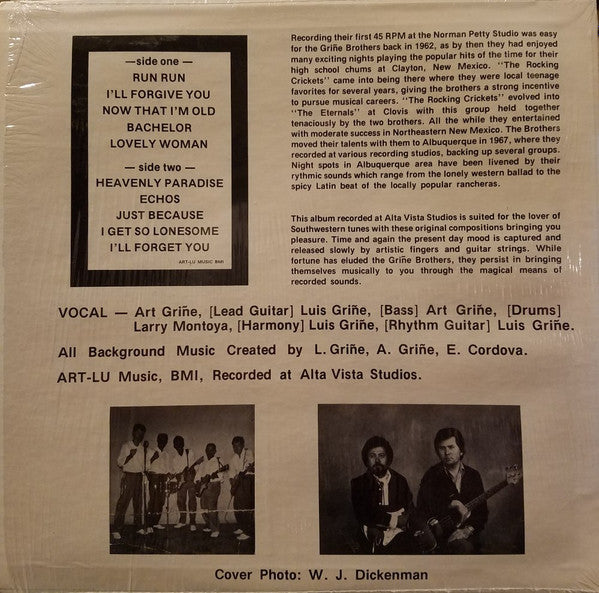 —side one—
RUN RUN
I'LL FORGIVE YOU
NOW THAT I'M OLD
BACHELOR
LOVELY WOMAN
—side two—
HEAVENLY PARADISE
ECHOS
JUST BECAUSE
I GET SO LONESOME
I'LL FORGET YOU
ART-LU MUSIC BMI
Recording their first 45 RPM at the Norman Petty Studio was easy
for the Griñe Brothers back in 1962, as by then they had enjoyed
many exciting nights playing the popular hits of the time for their
high school chums at Clayton, New Mexico. "The Rocking
Crickets" came into being there where they were local teenage
favorites for several years, giving the brothers a strong incentive
to pursue musical careers. "The Rocking Crickets" evolved into
"The Eternals" at Clovis with this group held together
tenaciously by the two brothers. All the while they entertained
with moderate success in Northeastern New Mexico. The Brothers
moved their talents with them to Albuquerque in 1967, where they
recorded at various recording studios, backing up several groups.
Night spots in Albuquerque area have been livened by their
rythmic sounds which range from the lonely western ballad to the
spicy Latin beat of the locally popular rancheras.
This album recorded at Alta Vista Studios is suited for the lover of
Southwestern tunes with these original compositions bringing you
pleasure. Time and again the present day mood is captured and
released slowly by artistic fingers and guitar strings. While
fortune has eluded the Griñe Brothers, they persist in bringing
themselves musically to you through the magical means of
recorded sounds.
VOCAL — Art Griñe, [Lead Guitar] Luis Griñe, [Bass] Art Griñe, [Drums]
Larry Montoya, [Harmony] Luis Griñe, [Rhythm Guitar] Luis Griñe.
All Background Music Created by L. Griñe, A. Griñe, E. Cordova.
ART-LU Music, BMI, Recorded at Alta Vista Studios.
Cover Photo: W. J. Dickenman